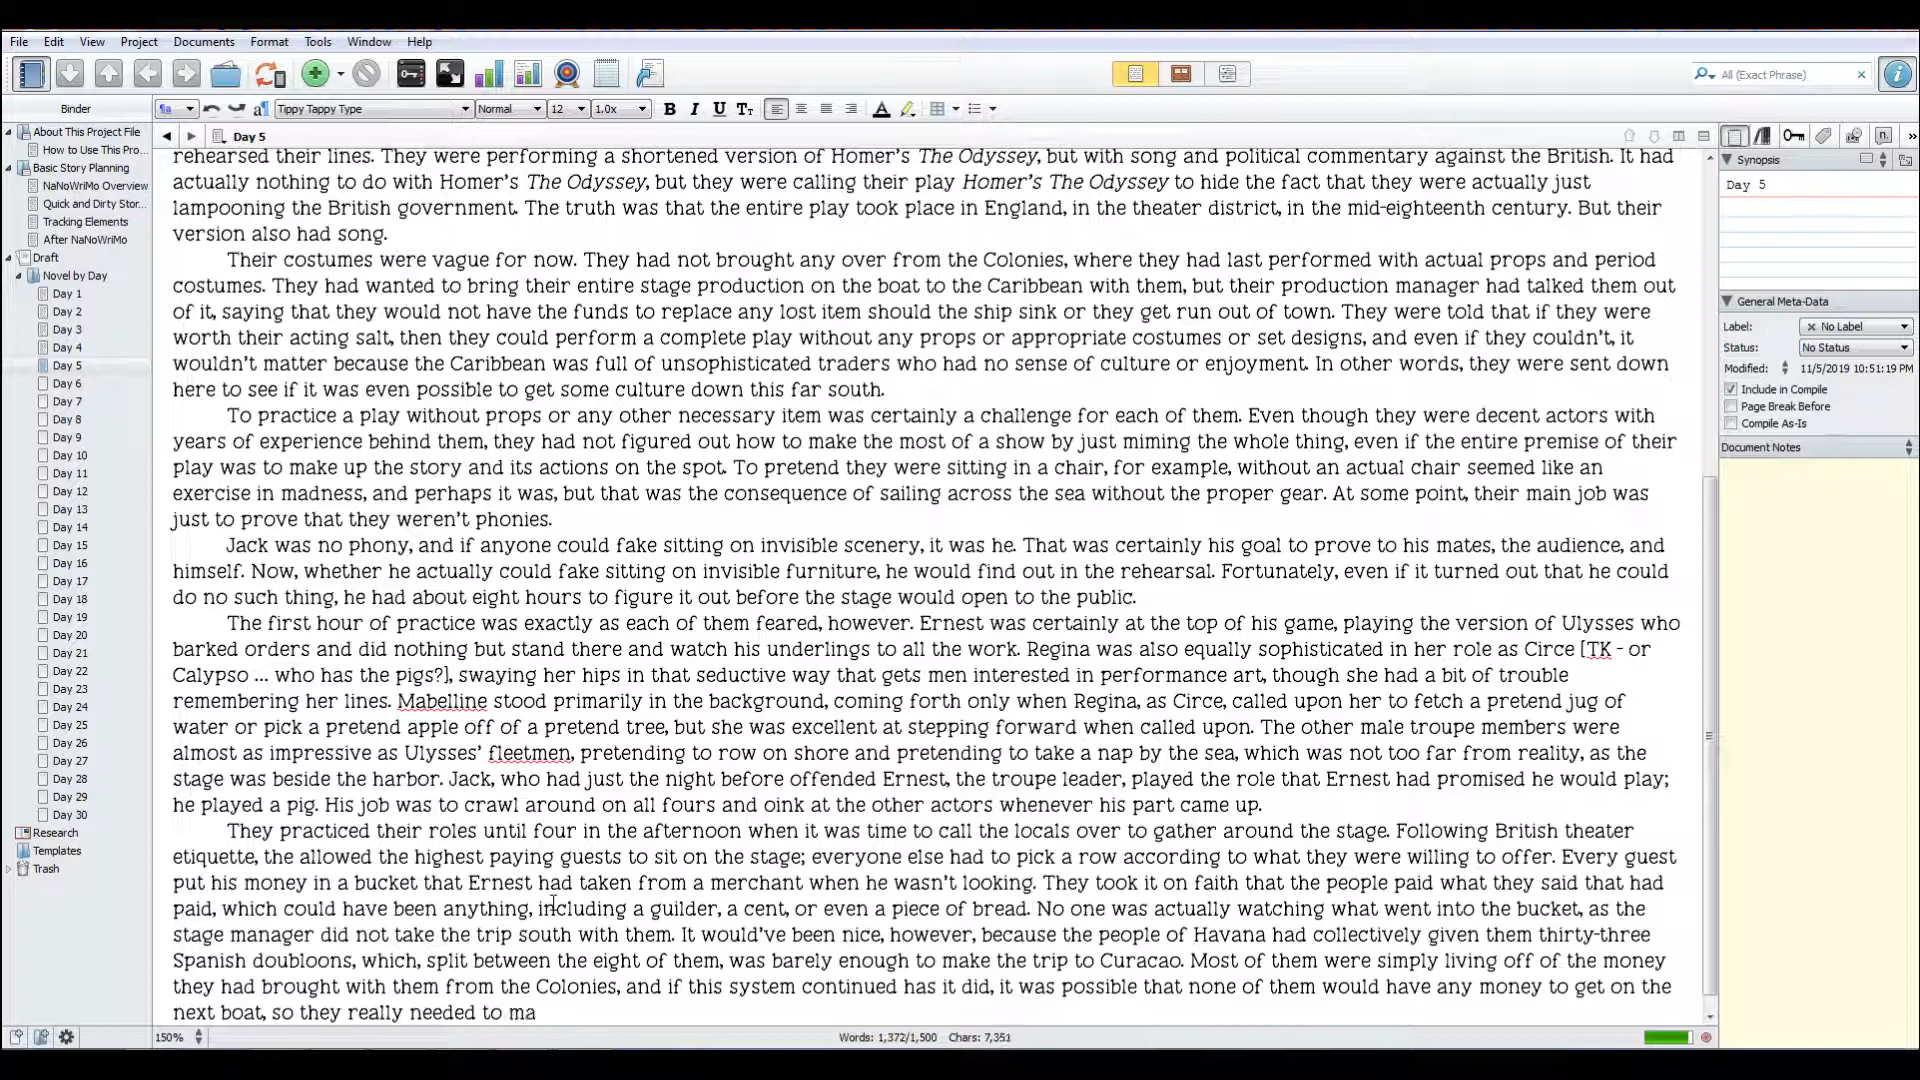 File Edit View Project Documents Format Tools Window Help
All (Exact Phrase)
Binder
Tippy Tappy Type Normal 12 1.0x B I U
About This Project File
How to Use This Pro...
Basic Story Planning
NaNoWriMo Overview
Quick and Dirty Stor...
Tracking Elements
After NaNoWriMo
Draft
Novel by Day
Day 1
Day 2
Day 3
Day 4
Day 5
Day 6
Day 7
Day 8
Day 9
Day 10
Day 11
Day 12
Day 13
Day 14
Day 15
Day 16
Day 17
Day 18
Day 19
Day 20
Day 21
Day 22
Day 23
Day 24
Day 25
Day 26
Day 27
Day 28
Day 29
Day 30
Research
Templates
Trash
Day 5
rehearsed their lines. They were performing a shortened version of Homer's The Odyssey, but with song and political commentary against the British. It had
actually nothing to do with Homer's The Odyssey, but they were calling their play Homer's The Odyssey to hide the fact that they were actually just
lampooning the British government. The truth was that the entire play took place in England, in the theater district, in the mid-eighteenth century. But their
version also had song.
Their costumes were vague for now. They had not brought any over from the Colonies, where they had last performed with actual props and period
costumes. They had wanted to bring their entire stage production on the boat to the Caribbean with them, but their production manager had talked them out
of it, saying that they would not have the funds to replace any lost item should the ship sink or they get run out of town. They were told that if they were
worth their acting salt, then they could perform a complete play without any props or appropriate costumes or set designs, and even if they couldn't, it
wouldn't matter because the Caribbean was full of unsophisticated traders who had no sense of culture or enjoyment. In other words, they were sent down
here to see if it was even possible to get some culture down this far south.
To practice a play without props or any other necessary item was certainly a challenge for each of them. Even though they were decent actors with
years of experience behind them, they had not figured out how to make the most of a show by just miming the whole thing, even if the entire premise of their
play was to make up the story and its actions on the spot. To pretend they were sitting in a chair, for example, without an actual chair seemed like an
exercise in madness, and perhaps it was, but that was the consequence of sailing across the sea without the proper gear. At some point, their main job was
just to prove that they weren't phonies.
Jack was no phony, and if anyone could fake sitting on invisible scenery, it was he. That was certainly his goal to prove to his mates, the audience, and
himself. Now, whether he actually could fake sitting on invisible furniture, he would find out in the rehearsal. Fortunately, even if it turned out that he could
do no such thing, he had about eight hours to figure it out before the stage would open to the public.
The first hour of practice was exactly as each of them feared, however. Ernest was certainly at the top of his game, playing the version of Ulysses who
barked orders and did nothing but stand there and watch his underlings to all the work. Regina was also equally sophisticated in her role as Circe [TK - or
Calypso ... who has the pigs?], swaying her hips in that seductive way that gets men interested in performance art, though she had a bit of trouble
remembering her lines. Mabelline stood primarily in the background, coming forth only when Regina, as Circe, called upon her to fetch a pretend jug of
water or pick a pretend apple off of a pretend tree, but she was excellent at stepping forward when called upon. The other male troupe members were
almost as impressive as Ulysses' fleetmen, pretending to row on shore and pretending to take a nap by the sea, which was not too far from reality, as the
stage was beside the harbor. Jack, who had just the night before offended Ernest, the troupe leader, played the role that Ernest had promised he would play;
he played a pig. His job was to crawl around on all fours and oink at the other actors whenever his part came up.
They practiced their roles until four in the afternoon when it was time to call the locals over to gather around the stage. Following British theater
etiquette, the allowed the highest paying guests to sit on the stage; everyone else had to pick a row according to what they were willing to offer. Every guest
put his money in a bucket that Ernest had taken from a merchant when he wasn't looking. They took it on faith that the people paid what they said that had
paid, which could have been anything, including a guilder, a cent, or even a piece of bread. No one was actually watching what went into the bucket, as the
stage manager did not take the trip south with them. It would've been nice, however, because the people of Havana had collectively given them thirty-three
Spanish doubloons, which, split between the eight of them, was barely enough to make the trip to Curacao. Most of them were simply living off of the money
they had brought with them from the Colonies, and if this system continued has it did, it was possible that none of them would have any money to get on the
next boat, so they really needed to ma
150% Words: 1,372/1,500 Chars: 7,351
Synopsis
Day 5
General Meta-Data
Label: No Label
Status: No Status
Modified: 11/5/2019 10:51:19 PM
Include in Compile
Page Break Before
Compile As-Is
Document Notes